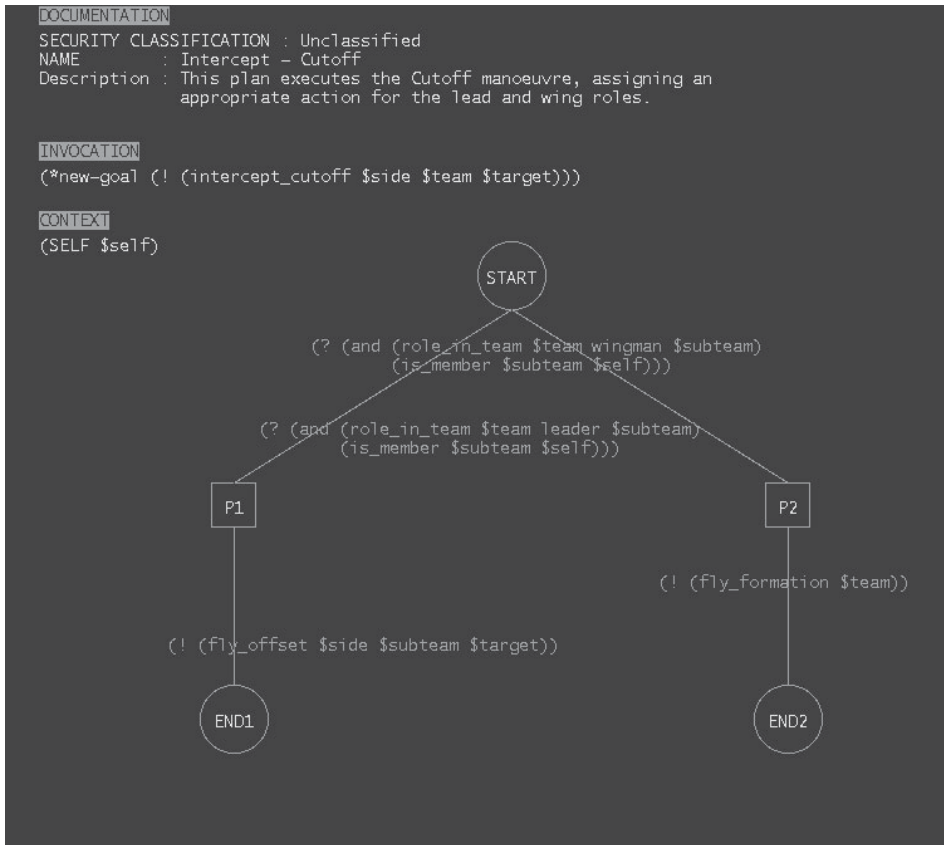 DOCUMENTATION
SECURITY CLASSIFICATION : Unclassified
NAME : Intercept – Cutoff
Description : This plan executes the Cutoff manoeuvre, assigning an
appropriate action for the lead and wing roles.
INVOCATION
(*new-goal (! (intercept_cutoff $side $team $target)))
CONTEXT
(SELF $self)
START
(? (and (role_in_team $team wingman $subteam)
(is_member $subteam $self)))
(? (and (role_in_team $team leader $subteam)
(is_member $subteam $self)))
P1
P2
(! (fly_formation $team))
(! (fly_offset $side $subteam $target))
END1
END2